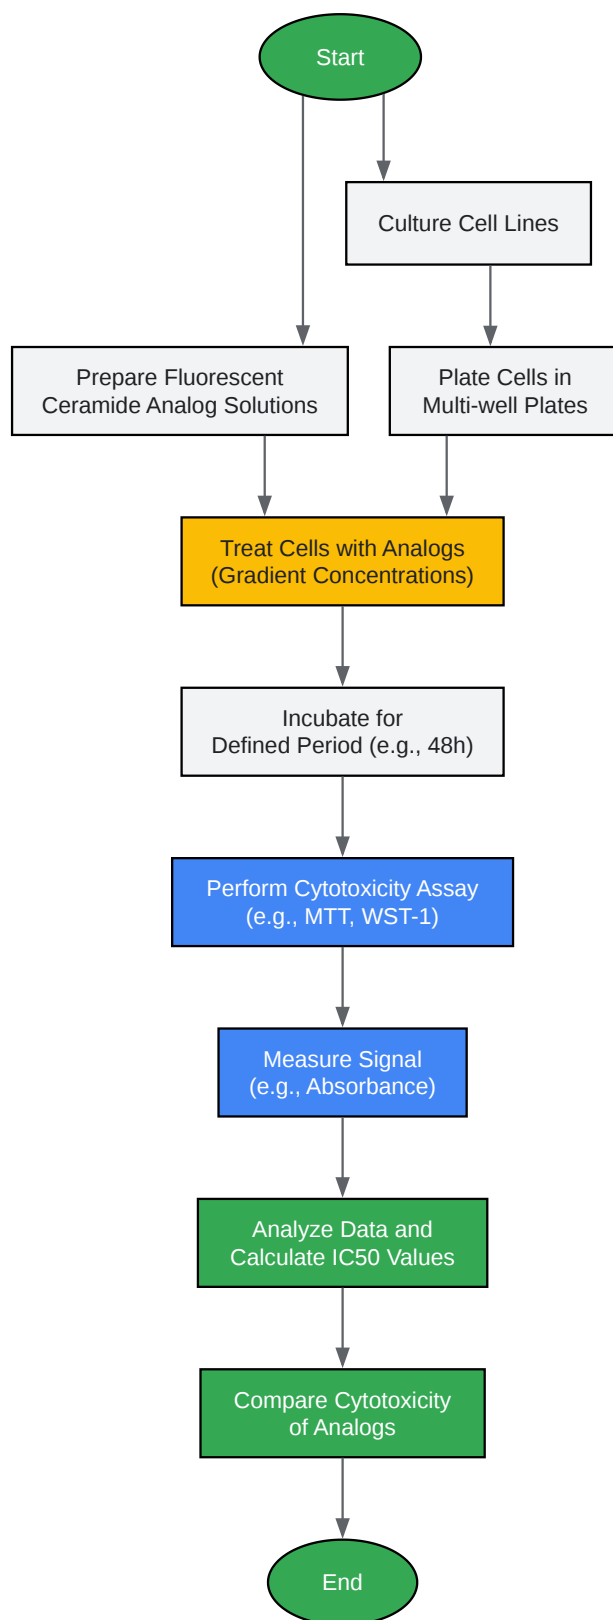 Start
Culture Cell Lines
Prepare Fluorescent
Ceramide Analog Solutions
Plate Cells in
Multi-well Plates
Treat Cells with Analogs
(Gradient Concentrations)
Incubate for
Defined Period (e.g., 48h)
Perform Cytotoxicity Assay
(e.g., MTT, WST-1)
Measure Signal
(e.g., Absorbance)
Analyze Data and
Calculate IC50 Values
Compare Cytotoxicity
of Analogs
End